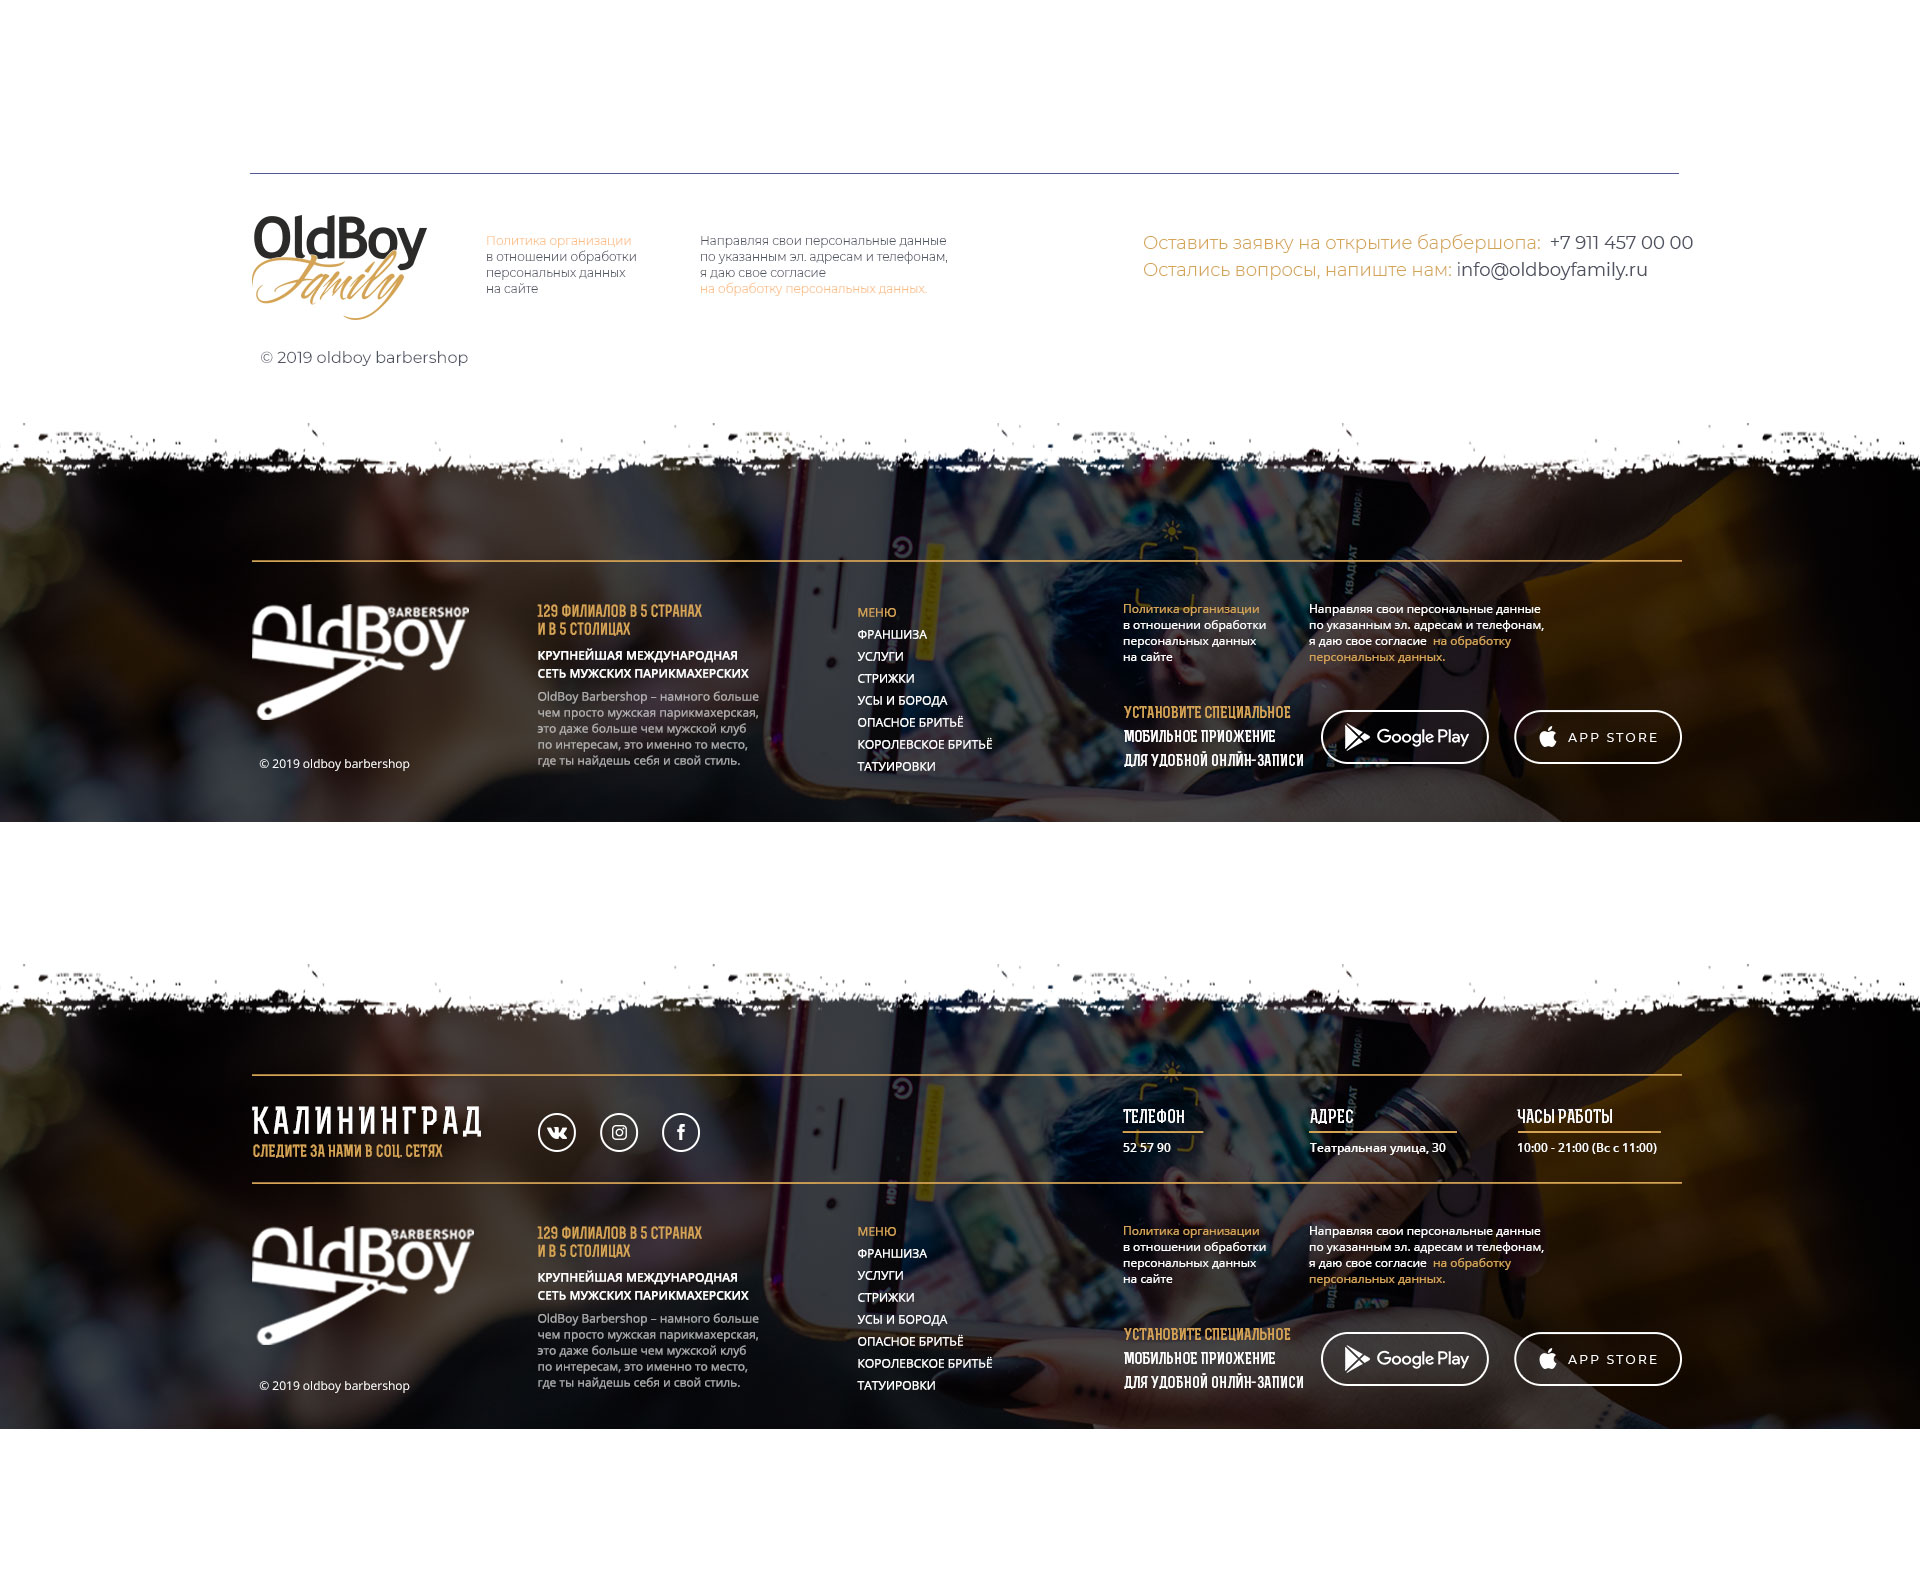 OldBoy
Family
Политика организации
в отношении обработки
персональных данных
на сайте
Направляя свои персональные данные
по указанным эл. адресам и телефонам,
я даю свое согласие
на обработку персональных данных.
Оставить заявку на открытие барбершопа: +7 911 457 00 00
Остались вопросы, напиште нам: info@oldboyfamily.ru
© 2019 oldboy barbershop
ПАНОРАМ
КВАДРАТ
BARBERSHOP
OldBoy
© 2019 oldboy barbershop
129 ФИЛИАЛОВ В 5 СТРАНАХ
И В 5 СТОЛИЦАХ
КРУПНЕЙШАЯ МЕЖДУНАРОДНАЯ
СЕТЬ МУЖСКИХ ПАРИКМАХЕРСКИХ
OldBoy Barbershop – намного больше
чем просто мужская парикмахерская,
это даже больше чем мужской клуб
по интересам, это именно то место,
где ты найдешь себя и свой стиль.
МЕНЮ
ФРАНШИЗА
УСЛУГИ
СТРИЖКИ
УСЫ И БОРОДА
ОПАСНОЕ БРИТЬЁ
КОРОЛЕВСКОЕ БРИТЬЁ
ТАТУИРОВКИ
Политика организации
в отношении обработки
персональных данных
на сайте
Направляя свои персональные данные
по указанным эл. адресам и телефонам,
я даю свое согласие на обработку
персональных данных.
УСТАНОВИТЕ СПЕЦИАЛЬНОЕ
МОБИЛЬНОЕ ПРИОЖЕНИЕ
ДЛЯ УДОБНОЙ ОНЛЙН-ЗАПИСИ
Google Play
APP STORE
КАЛИНИНГРАД
СЛЕДИТЕ ЗА НАМИ В СОЦ. СЕТЯХ
ТЕЛЕФОН
52 57 90
АДРЕС
Театральная улица, 30
ЧАСЫ РАБОТЫ
10:00 - 21:00 (Вс с 11:00)
HDR
BARBERSHOP
OldBoy
© 2019 oldboy barbershop
129 ФИЛИАЛОВ В 5 СТРАНАХ
И В 5 СТОЛИЦАХ
КРУПНЕЙШАЯ МЕЖДУНАРОДНАЯ
СЕТЬ МУЖСКИХ ПАРИКМАХЕРСКИХ
OldBoy Barbershop – намного больше
чем просто мужская парикмахерская,
это даже больше чем мужской клуб
по интересам, это именно то место,
где ты найдешь себя и свой стиль.
МЕНЮ
ФРАНШИЗА
УСЛУГИ
СТРИЖКИ
УСЫ И БОРОДА
ОПАСНОЕ БРИТЬЁ
КОРОЛЕВСКОЕ БРИТЬЁ
ТАТУИРОВКИ
Политика организации
в отношении обработки
персональных данных
на сайте
Направляя свои персональные данные
по указанным эл. адресам и телефонам,
я даю свое согласие на обработку
персональных данных.
УСТАНОВИТЕ СПЕЦИАЛЬНОЕ
МОБИЛЬНОЕ ПРИОЖЕНИЕ
ДЛЯ УДОБНОЙ ОНЛЙН-ЗАПИСИ
Google Play
APP STORE